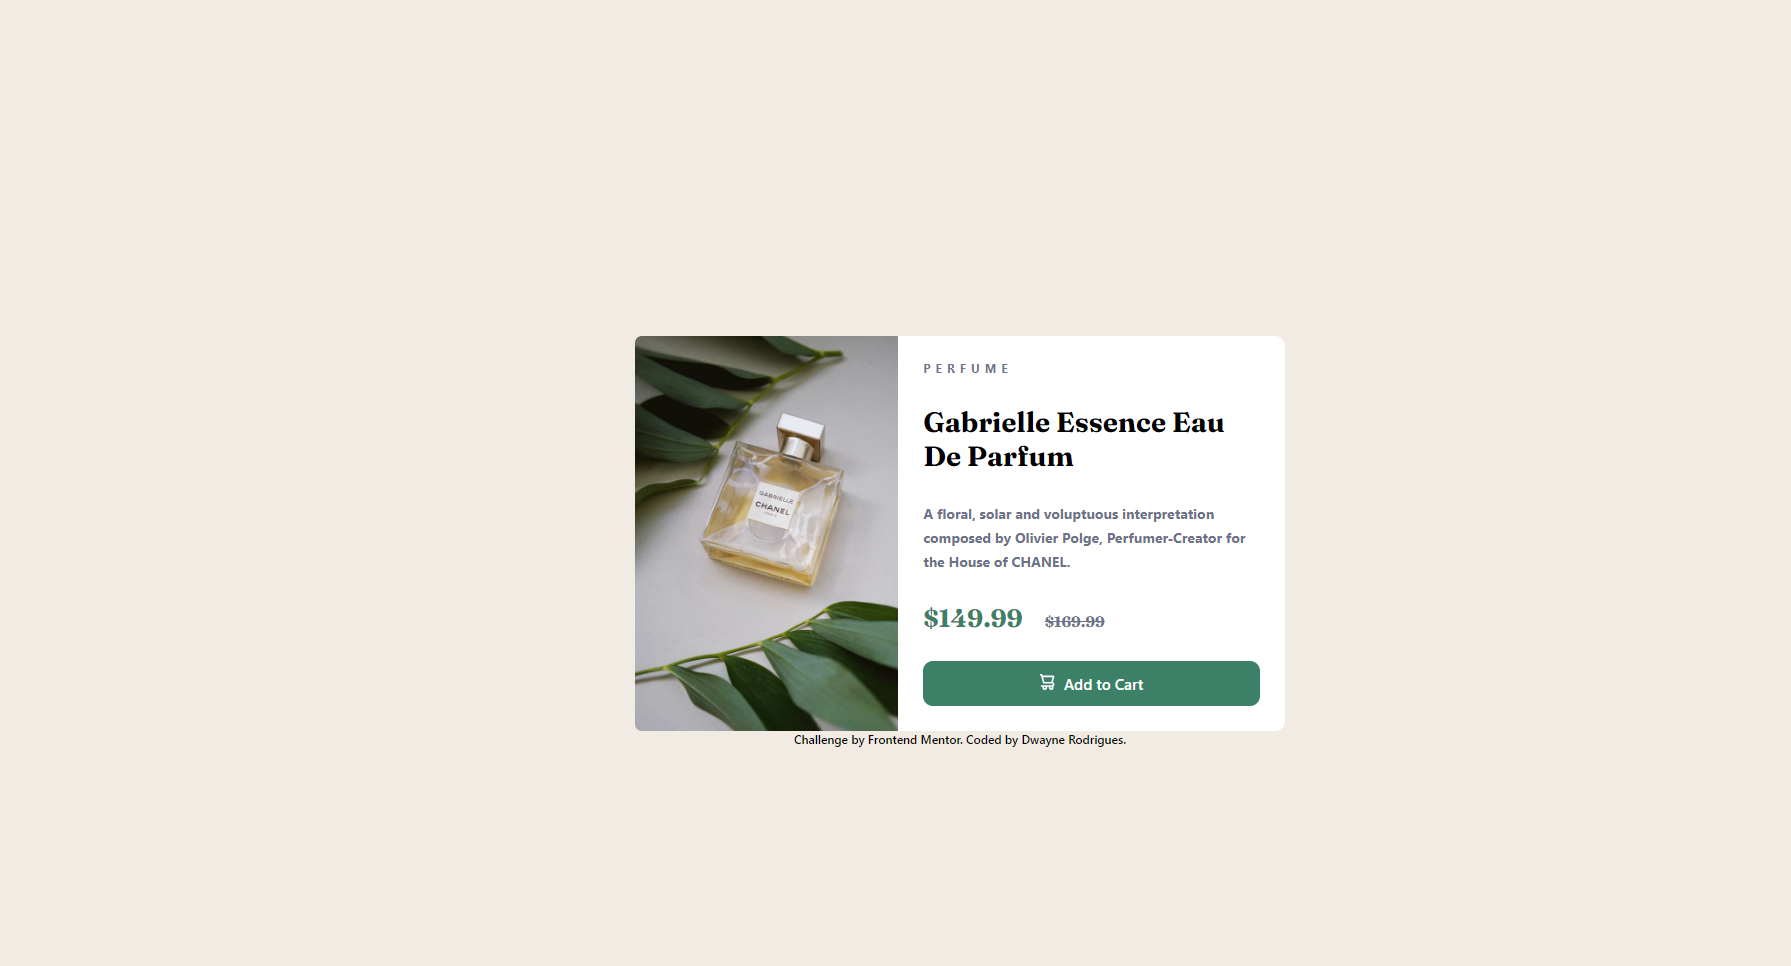 PERFUME
Gabrielle Essence Eau
De Parfum
GABRIELLE
CHANEL
PARIS
A floral, solar and voluptuous interpretation
composed by Olivier Polge, Perfumer-Creator for
the House of CHANEL.
$149.99 $169.99
Add to Cart
Challenge by Frontend Mentor. Coded by Dwayne Rodrigues.